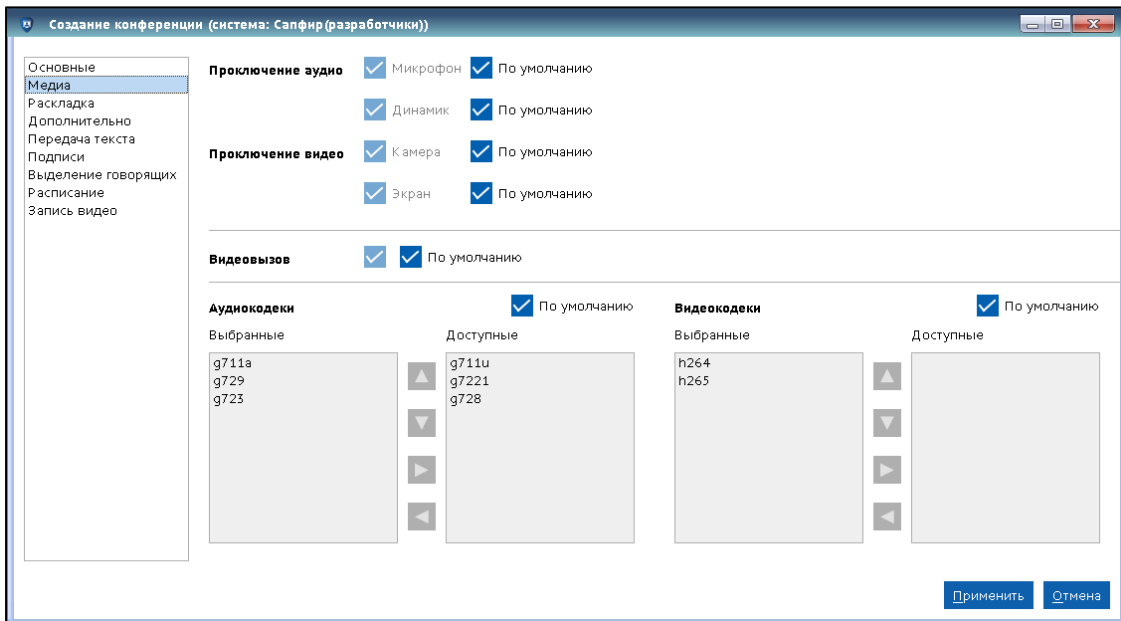 Создание конференции (система: Сапфир(разработчики))
Основные
Медиа
Раскладка
Дополнительно
Передача текста
Подписи
Выделение говорящих
Расписание
Запись видео
Проключение аудио Микрофон По умолчанию
Динамик По умолчанию
Проключение видео Камера По умолчанию
Экран По умолчанию
Видеовызов По умолчанию
Аудиокодеки По умолчанию
Выбранные Доступные
g711a g711u
g729 g7221
g723 g728
Видеокодеки По умолчанию
Выбранные Доступные
h264
h265
Применить Отмена